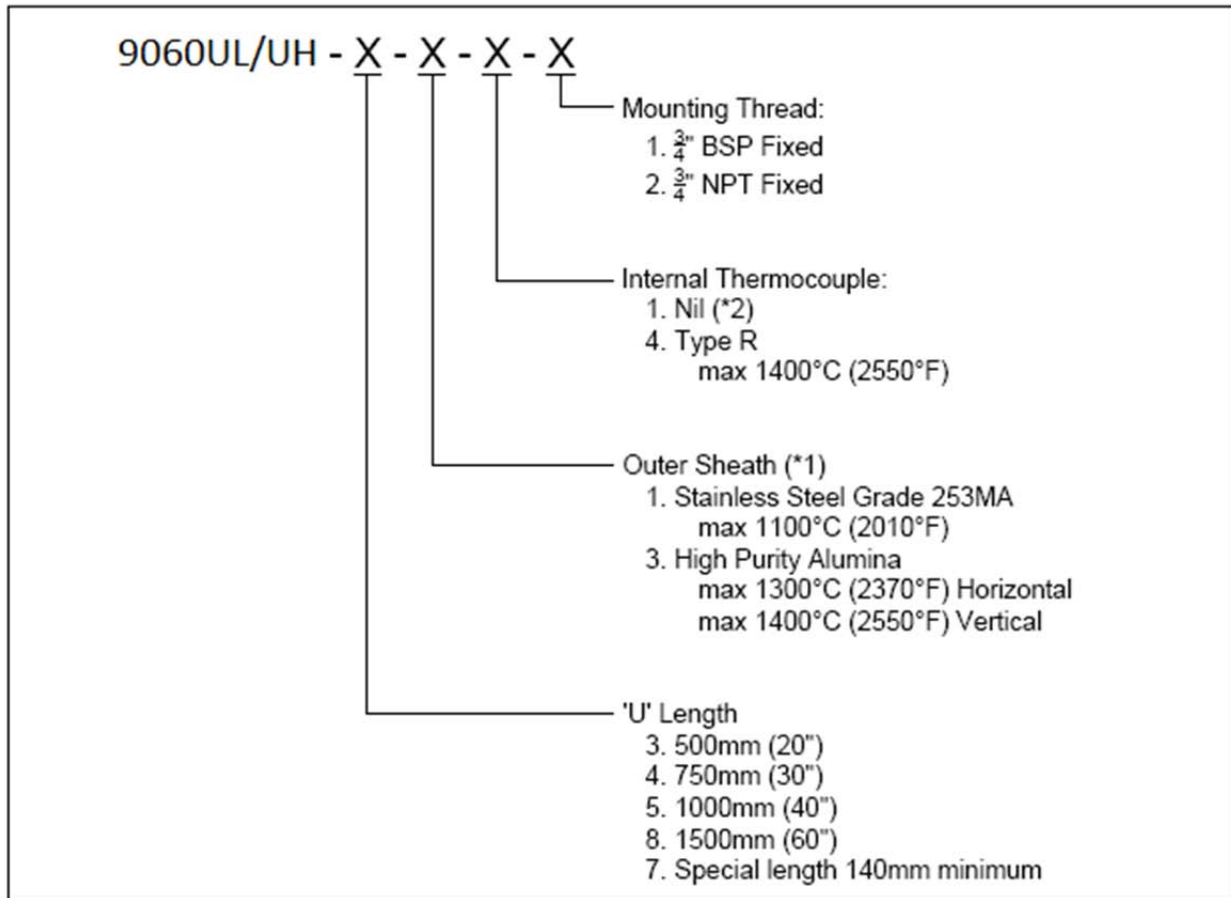 9060UL/UH - X - X - X - X
Mounting Thread:
1. ¾" BSP Fixed
2. ¾" NPT Fixed
Internal Thermocouple:
1. Nil (*2)
4. Type R
max 1400°C (2550°F)
Outer Sheath (*1)
1. Stainless Steel Grade 253MA
max 1100°C (2010°F)
3. High Purity Alumina
max 1300°C (2370°F) Horizontal
max 1400°C (2550°F) Vertical
'U' Length
3. 500mm (20")
4. 750mm (30")
5. 1000mm (40")
8. 1500mm (60")
7. Special length 140mm minimum